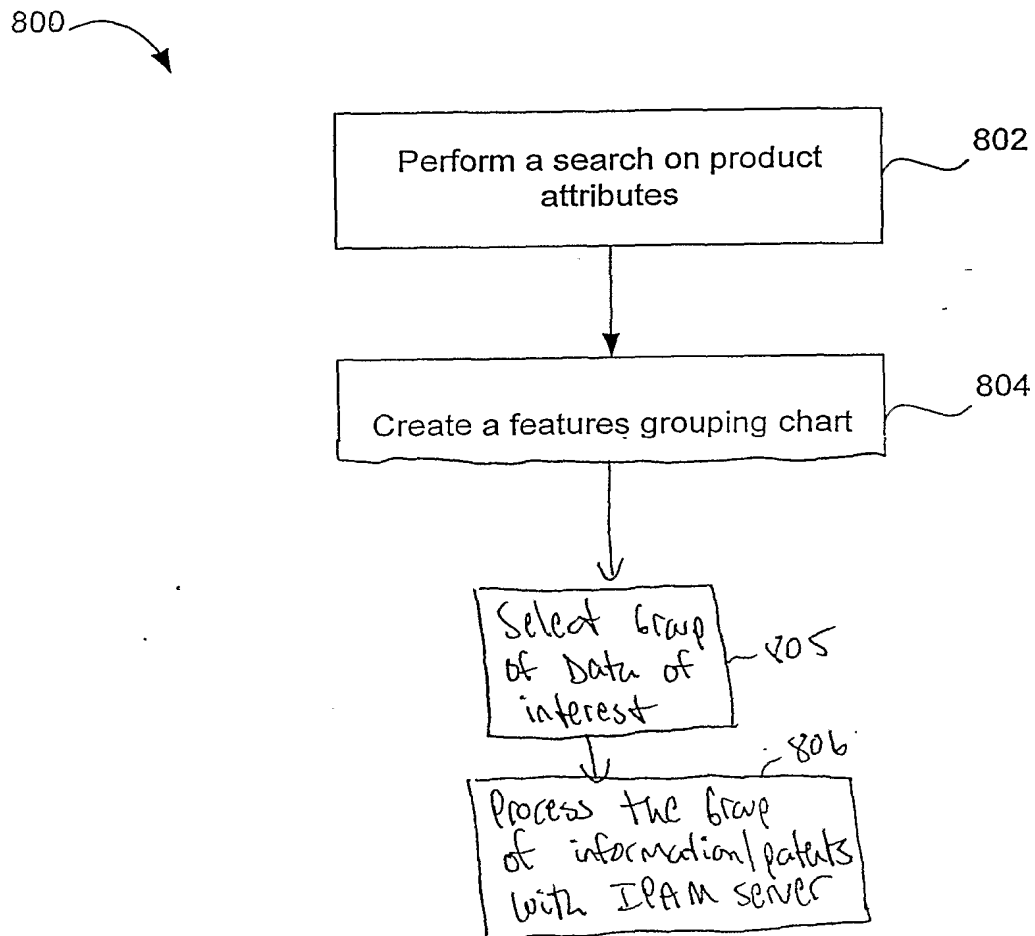 800
Perform a search on product
attributes
802
Create a features grouping chart
804
Select Group
of Data of
interest
805
806
Process the Group
of information/patents
with IPAM server